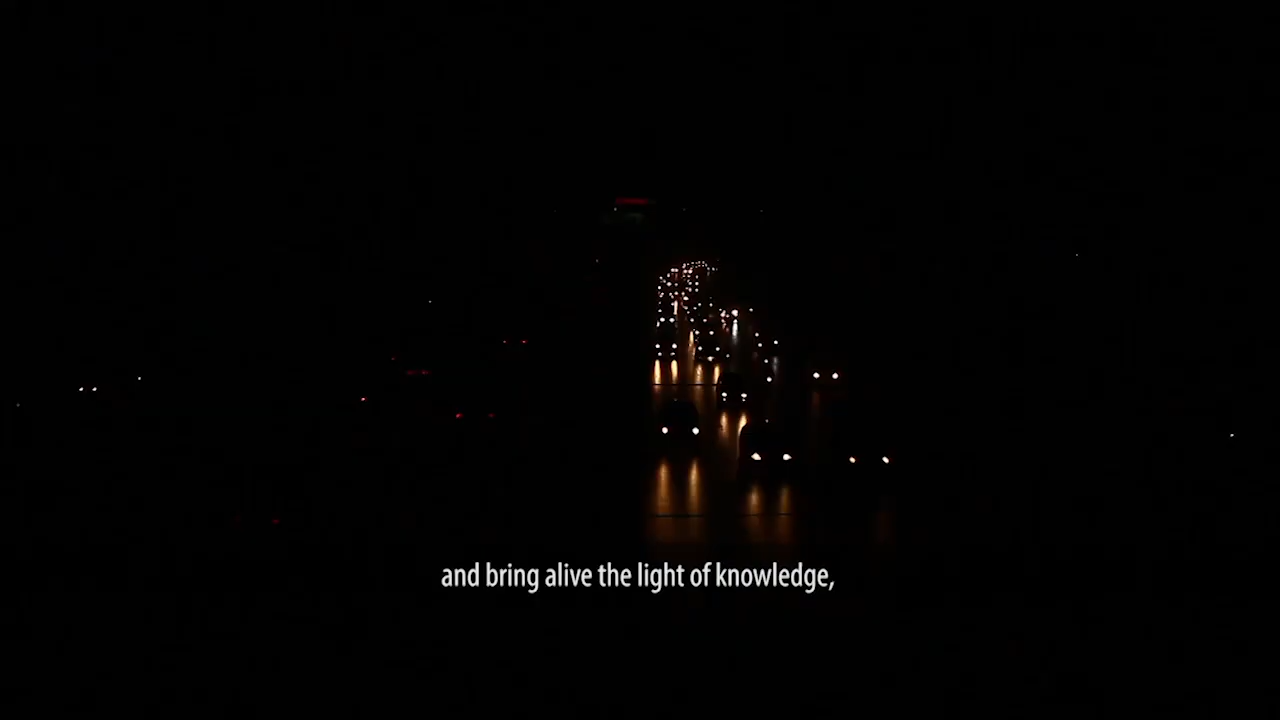 and bring alive the light of knowledge,